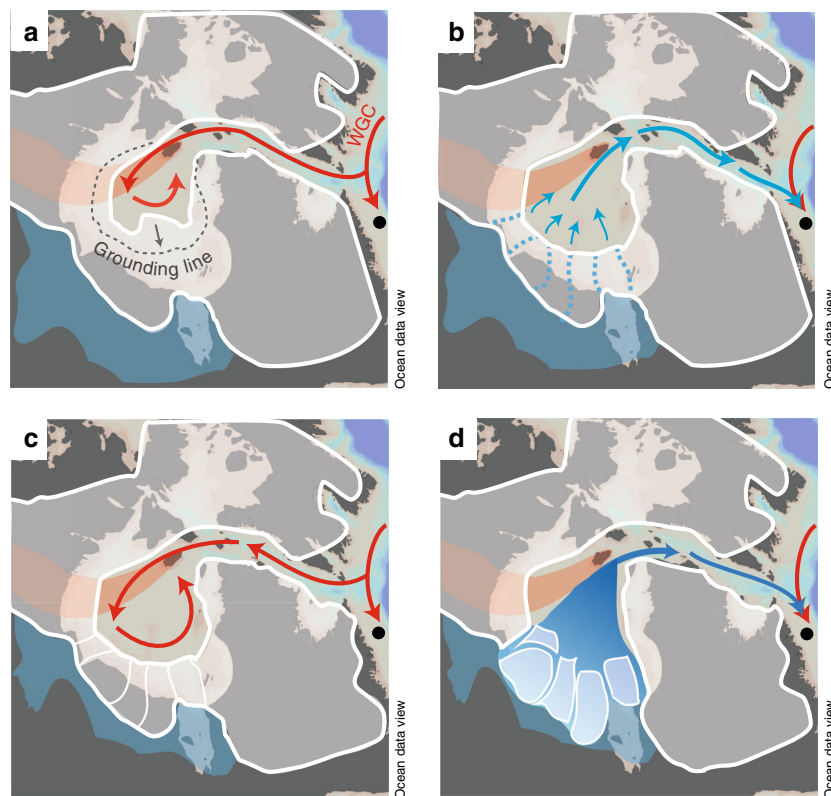 a
WGC
Grounding line
Ocean data view
b
Ocean data view
c
Ocean data view
d
Ocean data view